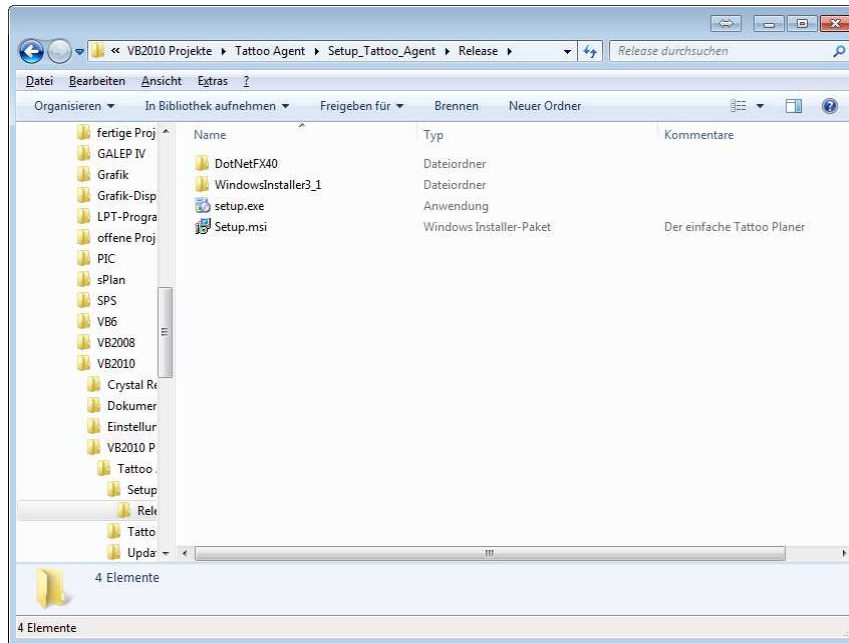 « VB2010 Projekte ▸ Tattoo Agent ▸ Setup_Tattoo_Agent ▸ Release ▸
Release durchsuchen
Datei Bearbeiten Ansicht Extras ?
Organisieren In Bibliothek aufnehmen Freigeben für Brennen Neuer Ordner
Name Typ Kommentare
fertige Proj
GALEP IV
Grafik
Grafik-Disp
LPT-Progra
offene Proj
PIC
sPlan
SPS
VB6
VB2008
VB2010
Crystal Re
Dokumer
Einstellur
VB2010 P
Tattoo
Setup
Rele
Tatto
Upda
DotNetFX40 Dateiordner
WindowsInstaller3_1 Dateiordner
setup.exe Anwendung
Setup.msi Windows Installer-Paket Der einfache Tattoo Planer
4 Elemente
4 Elemente